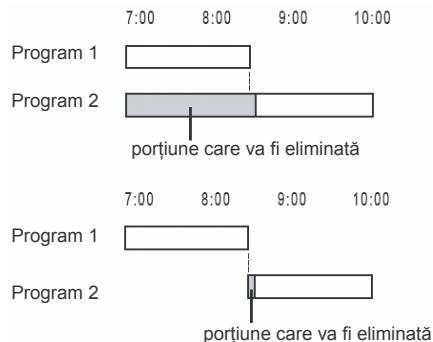 7:00 8:00 9:00 10:00
Program 1
Program 2
porțiune care va fi eliminată
7:00 8:00 9:00 10:00
Program 1
Program 2
porțiune care va fi eliminată